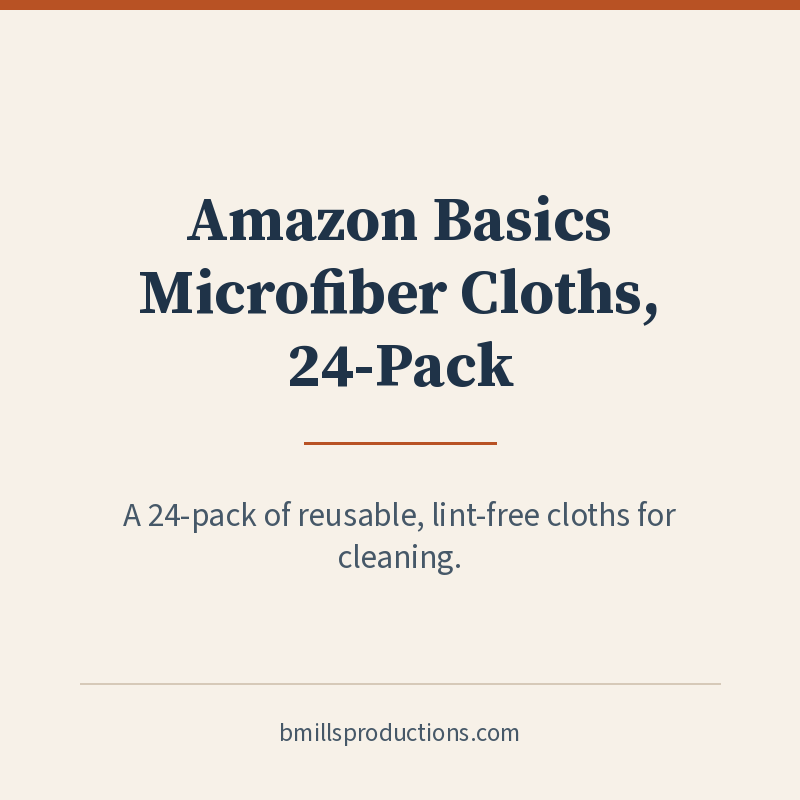 Amazon Basics
Microfiber Cloths,
24-Pack
A 24-pack of reusable, lint-free cloths for
cleaning.
bmillsproductions.com